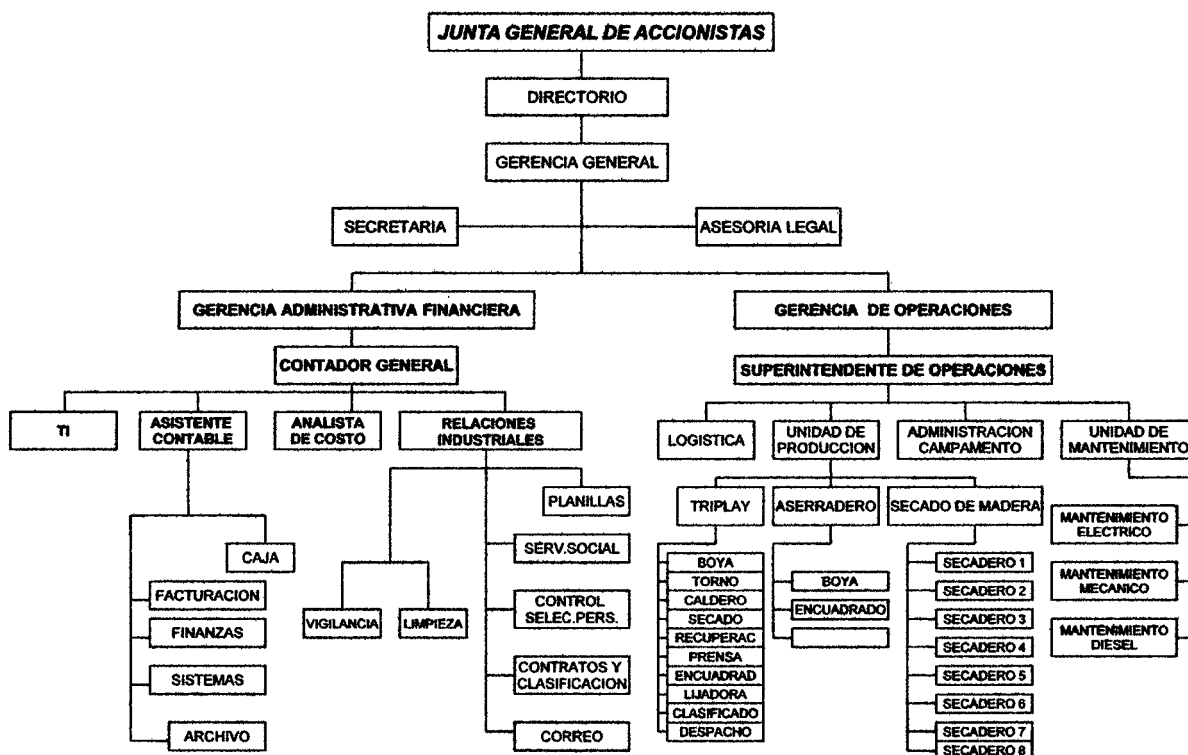 JUNTA GENERAL DE ACCIONISTAS
DIRECTORIO
GERENCIA GENERAL
SECRETARIA
ASESORIA LEGAL
GERENCIA ADMINISTRATIVA FINANCIERA
GERENCIA DE OPERACIONES
CONTADOR GENERAL
SUPERINTENDENTE DE OPERACIONES
TI
ASISTENTE
CONTABLE
ANALISTA
DE COSTO
RELACIONES
INDUSTRIALES
LOGISTICA
UNIDAD DE
PRODUCCION
ADMINISTRACION
CAMPAMENTO
UNIDAD DE
MANTENIMIENTO
CAJA
FACTURACION
FINANZAS
SISTEMAS
ARCHIVO
VIGILANCIA
LIMPIEZA
PLANILLAS
SERV.SOCIAL
CONTROL
SELEC.PERS.
CONTRATOS Y
CLASIFICACION
CORREO
TRIPLAY
BOYA
TORNO
CALDERO
SECADO
RECUPERAC
PRENSA
ENCUADRAD
LIJADORA
CLASIFICADO
DESPACHO
ASERRADERO
BOYA
ENCUADRADO
SECADO DE MADERA
SECADERO 1
SECADERO 2
SECADERO 3
SECADERO 4
SECADERO 5
SECADERO 6
SECADERO 7
SECADERO 8
MANTENIMIENTO
ELECTRICO
MANTENIMIENTO
MECANICO
MANTENIMIENTO
DIESEL